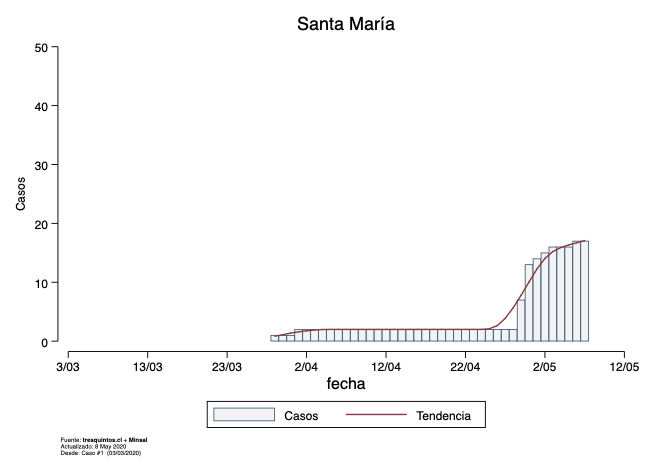 Santa María
50
40
30
20
10
0
Casos
3/03 13/03 23/03 2/04 12/04 22/04 2/05 12/05
fecha
Casos Tendencia
Fuente: tresquintos.cl + Minsal
Actualizado: 8 May 2020
Desde: Caso #1 (03/03/2020)